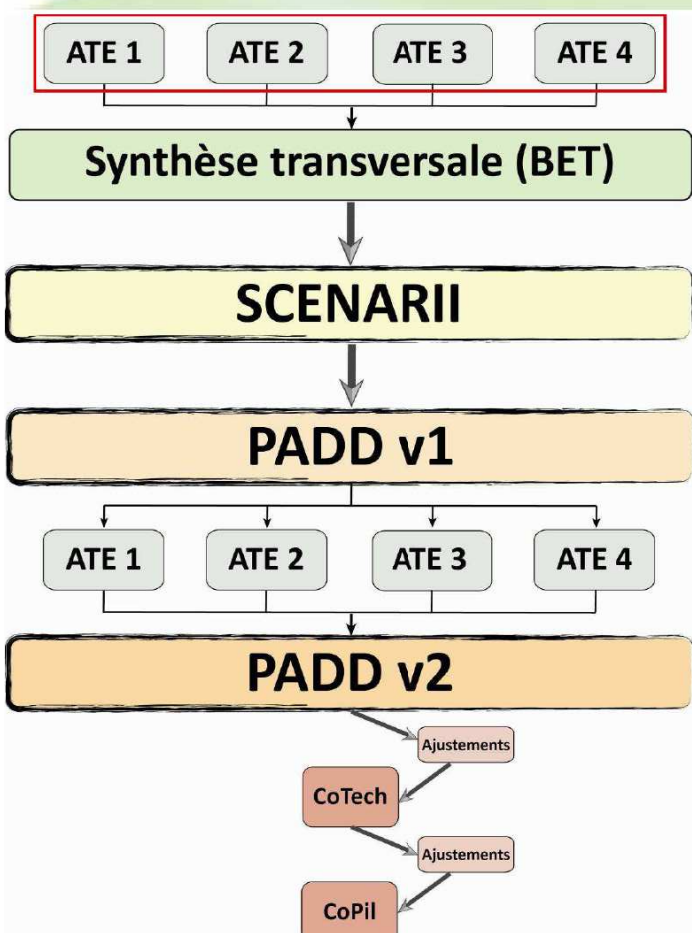 ATE 1 ATE 2 ATE 3 ATE 4
Synthèse transversale (BET)
SCENARII
PADD v1
ATE 1 ATE 2 ATE 3 ATE 4
PADD v2
Ajustements
CoTech
Ajustements
CoPil